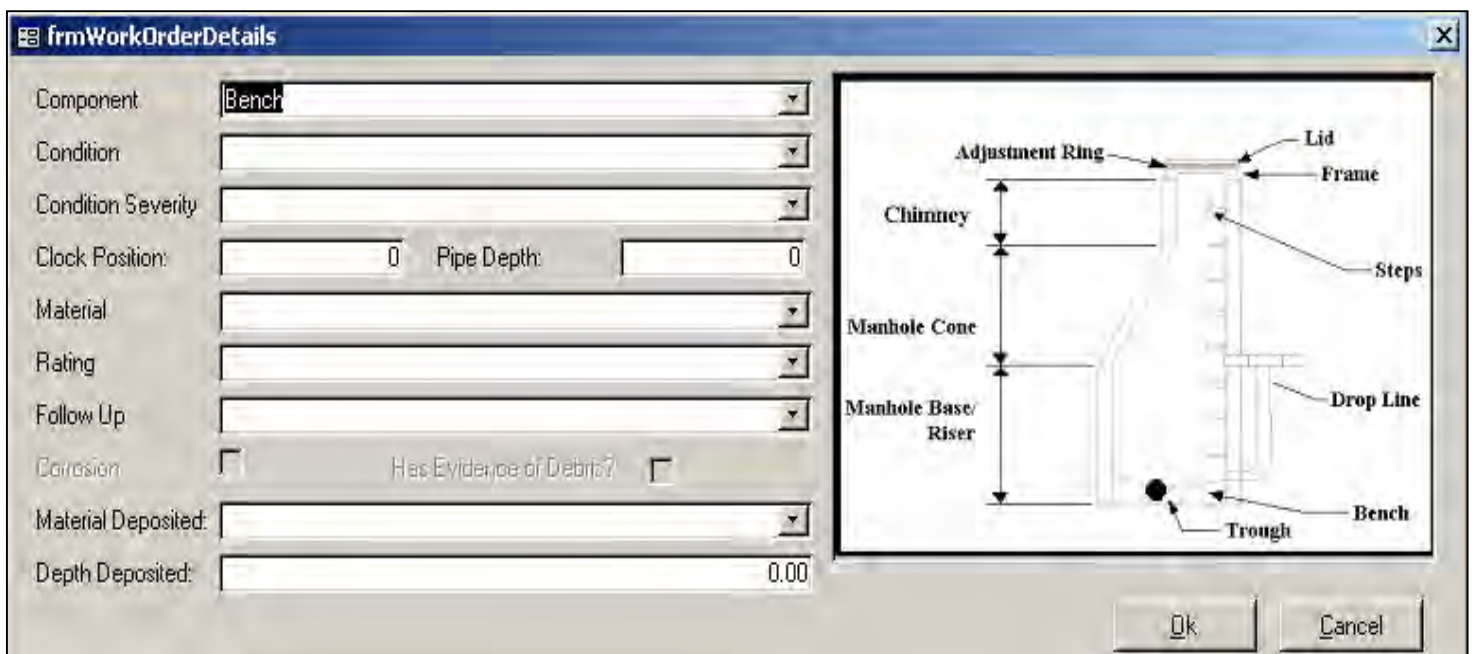 frmWorkOrderDetails
Component Bench
Condition
Condition Severity
Clock Position: 0 Pipe Depth: 0
Material
Rating
Follow Up
Corrosion Has Evidence of Debris?
Material Deposited:
Depth Deposited: 0.00
Adjustment Ring
Lid
Frame
Chimney
Steps
Manhole Cone
Manhole Base/
Riser
Drop Line
Bench
Trough
Ok Cancel